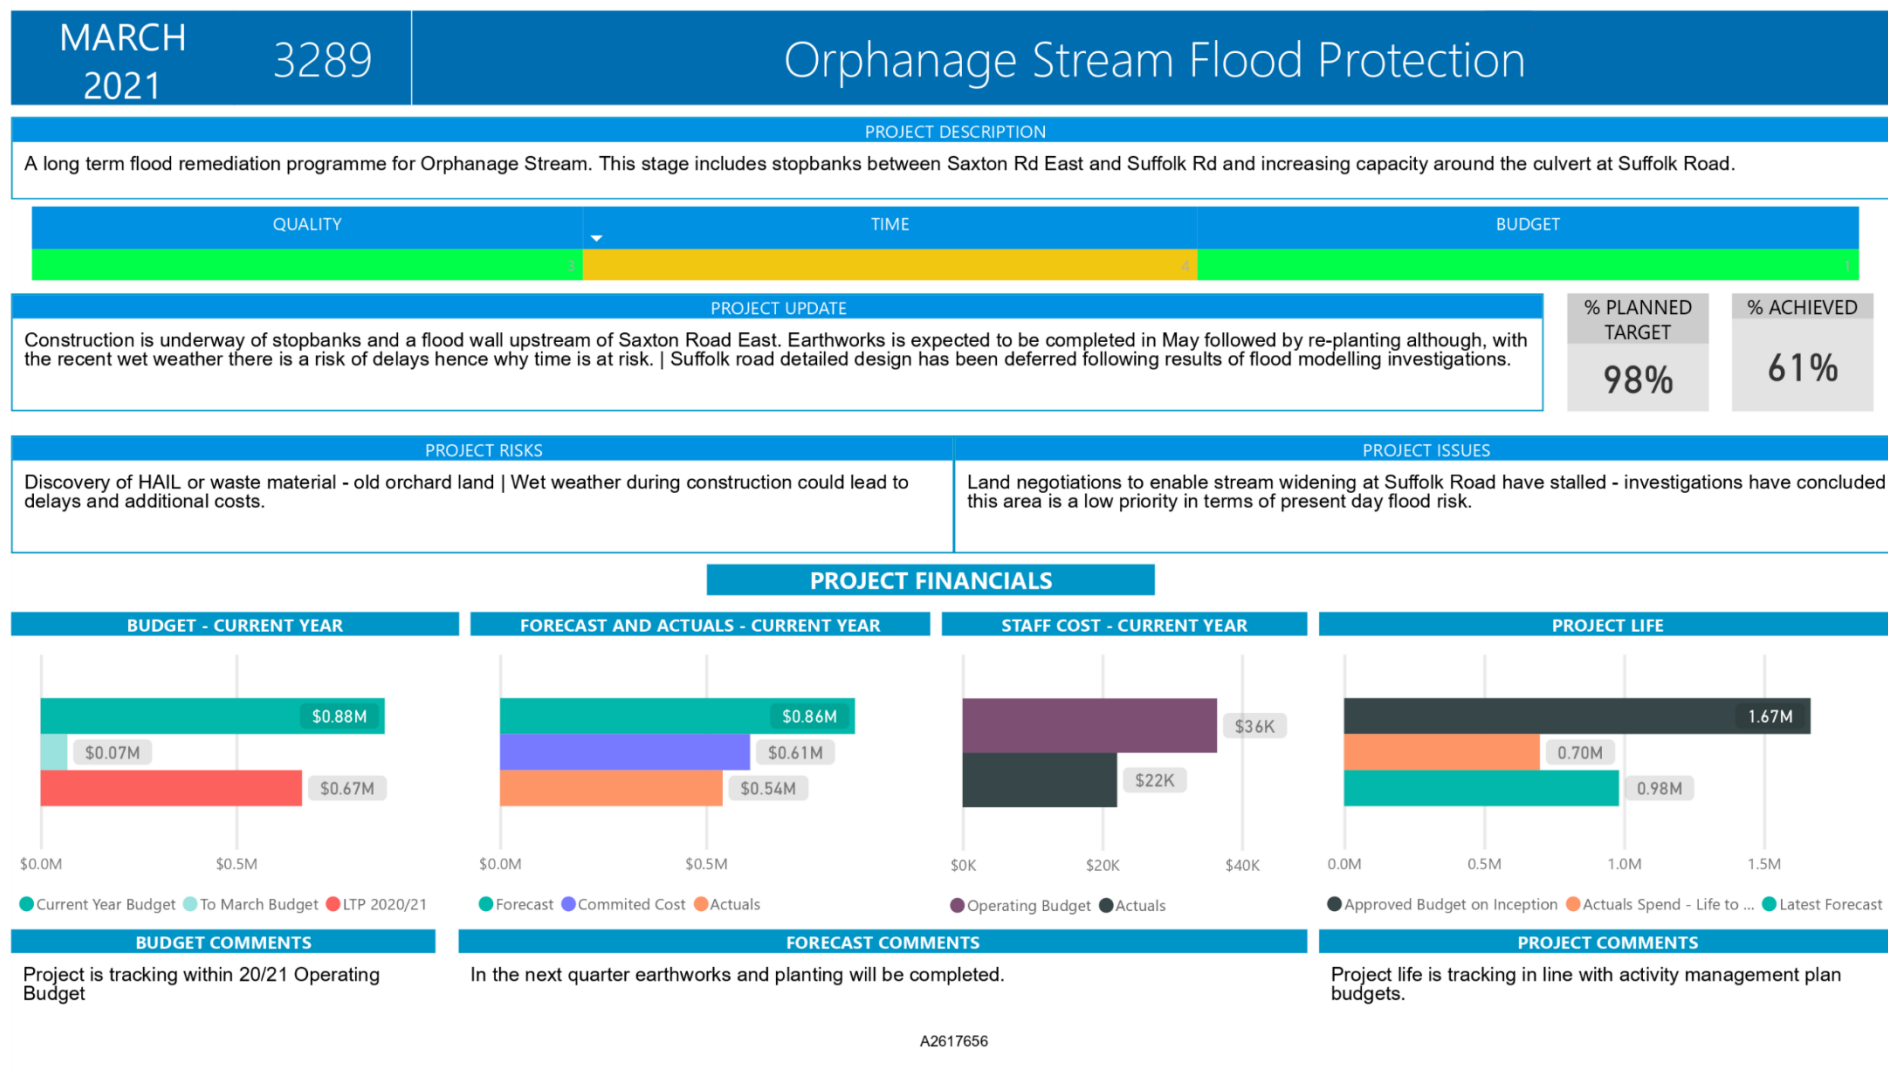 MARCH
2021
3289
Orphanage Stream Flood Protection
PROJECT DESCRIPTION
A long term flood remediation programme for Orphanage Stream. This stage includes stopbanks between Saxton Rd East and Suffolk Rd and increasing capacity around the culvert at Suffolk Road.
QUALITY
TIME
BUDGET
3
4
1
PROJECT UPDATE
Construction is underway of stopbanks and a flood wall upstream of Saxton Road East. Earthworks is expected to be completed in May followed by re-planting although, with
the recent wet weather there is a risk of delays hence why time is at risk. | Suffolk road detailed design has been deferred following results of flood modelling investigations.
% PLANNED
TARGET
98%
% ACHIEVED
61%
PROJECT RISKS
Discovery of HAIL or waste material - old orchard land | Wet weather during construction could lead to
delays and additional costs.
PROJECT ISSUES
Land negotiations to enable stream widening at Suffolk Road have stalled - investigations have concluded
this area is a low priority in terms of present day flood risk.
PROJECT FINANCIALS
BUDGET - CURRENT YEAR
$0.88M
$0.07M
$0.67M
$0.0M
$0.5M
Current Year Budget
To March Budget
LTP 2020/21
FORECAST AND ACTUALS - CURRENT YEAR
$0.86M
$0.61M
$0.54M
$0.0M
$0.5M
Forecast
Commited Cost
Actuals
STAFF COST - CURRENT YEAR
$36K
$22K
$0K
$20K
$40K
Operating Budget
Actuals
PROJECT LIFE
1.67M
0.70M
0.98M
0.0M
0.5M
1.0M
1.5M
Approved Budget on Inception
Actuals Spend - Life to ...
Latest Forecast
BUDGET COMMENTS
Project is tracking within 20/21 Operating
Budget
FORECAST COMMENTS
In the next quarter earthworks and planting will be completed.
PROJECT COMMENTS
Project life is tracking in line with activity management plan
budgets.
A2617656